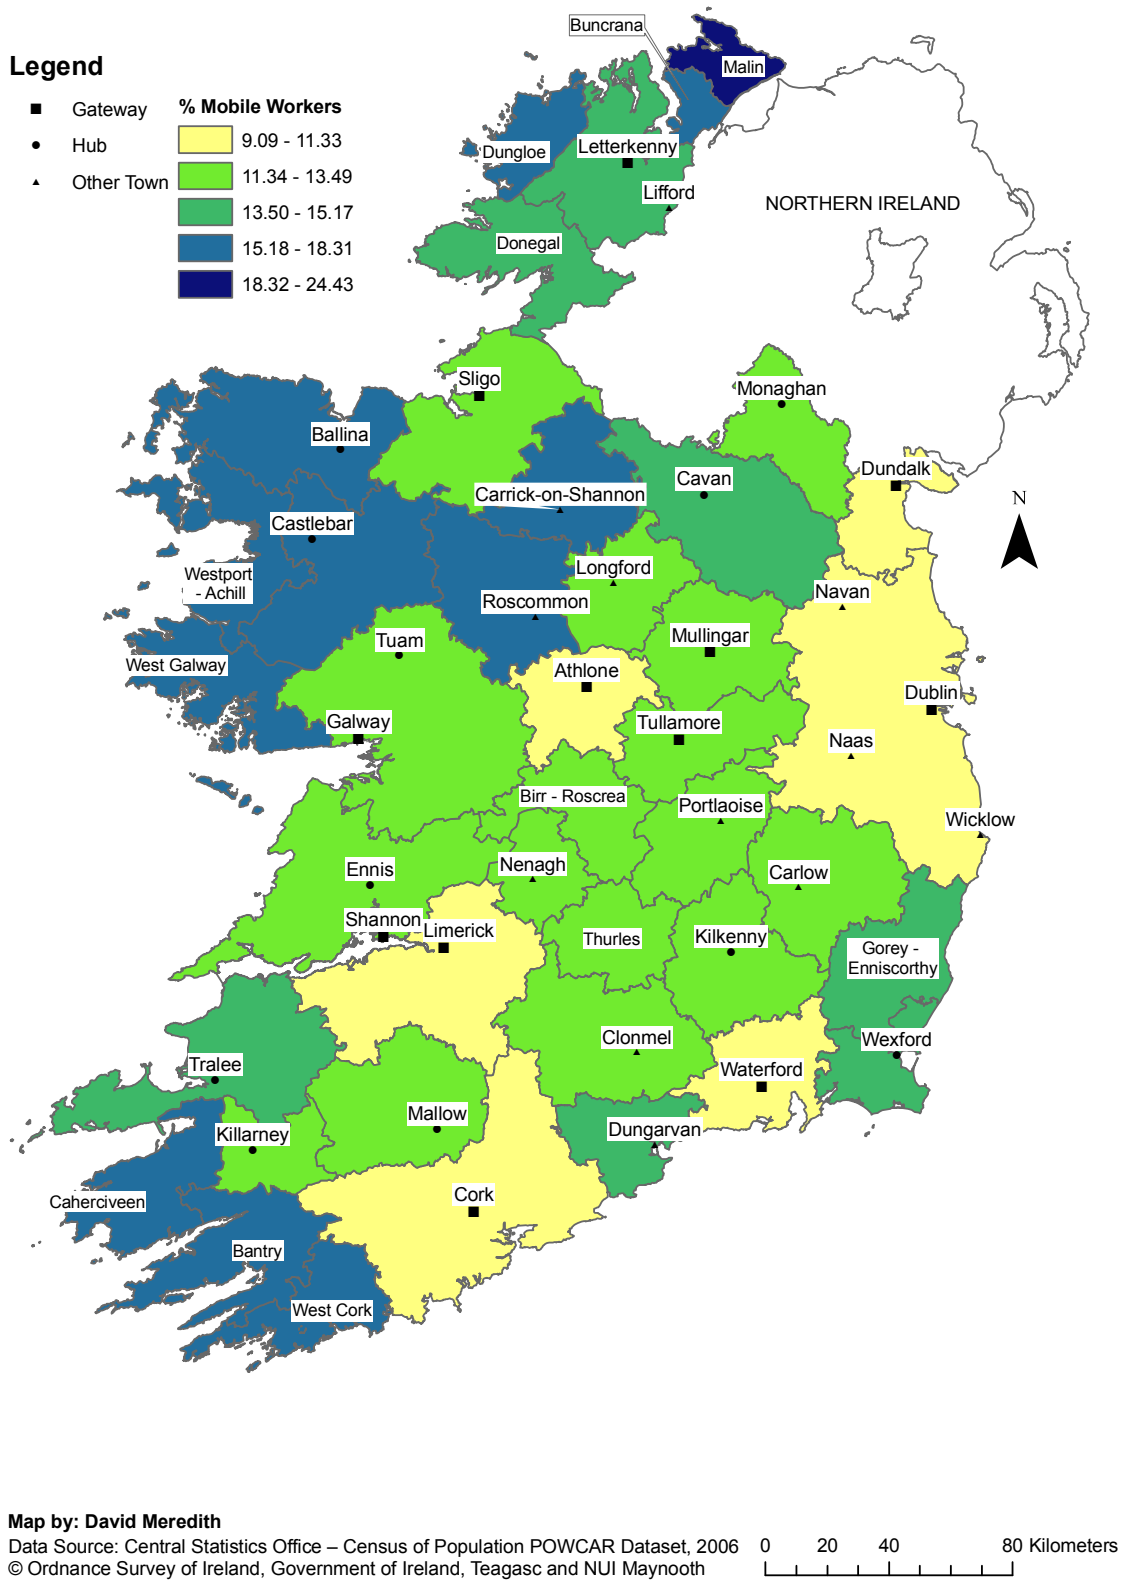 Legend
Gateway
Hub
Other Town
% Mobile Workers
9.09 - 11.33
11.34 - 13.49
13.50 - 15.17
15.18 - 18.31
18.32 - 24.43
Buncrana
Malin
Dungloe
Letterkenny
Lifford
Donegal
NORTHERN IRELAND
Sligo
Monaghan
Ballina
Dundalk
Cavan
Carrick-on-Shannon
N
Castlebar
Longford
Westport
- Achill
Navan
Roscommon
Tuam
Mullingar
West Galway
Athlone
Dublin
Galway
Tullamore
Naas
Birr - Roscrea
Portlaoise
Wicklow
Ennis
Nenagh
Carlow
Shannon
Limerick
Thurles
Kilkenny
Gorey -
Enniscorthy
Clonmel
Wexford
Tralee
Waterford
Mallow
Killarney
Dungarvan
Caherciveen
Cork
Bantry
West Cork
Map by: David Meredith
Data Source: Central Statistics Office – Census of Population POWCAR Dataset, 2006
© Ordnance Survey of Ireland, Government of Ireland, Teagasc and NUI Maynooth
0 20 40 80 Kilometers